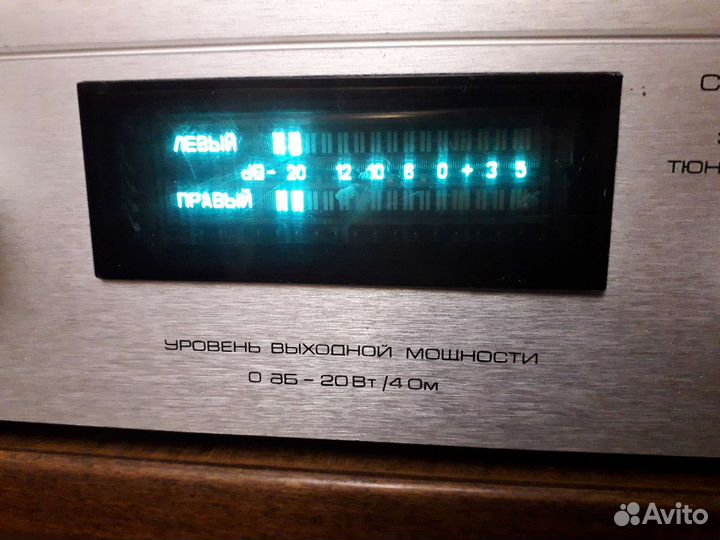 ЛЕВЫЙ
dB- 20 12 10 6 0 + 3 5
ПРАВЫЙ
УРОВЕНЬ ВЫХОДНОЙ МОЩНОСТИ
0 дБ – 20 Вт /4 Ом
С
ТЮН
Avito